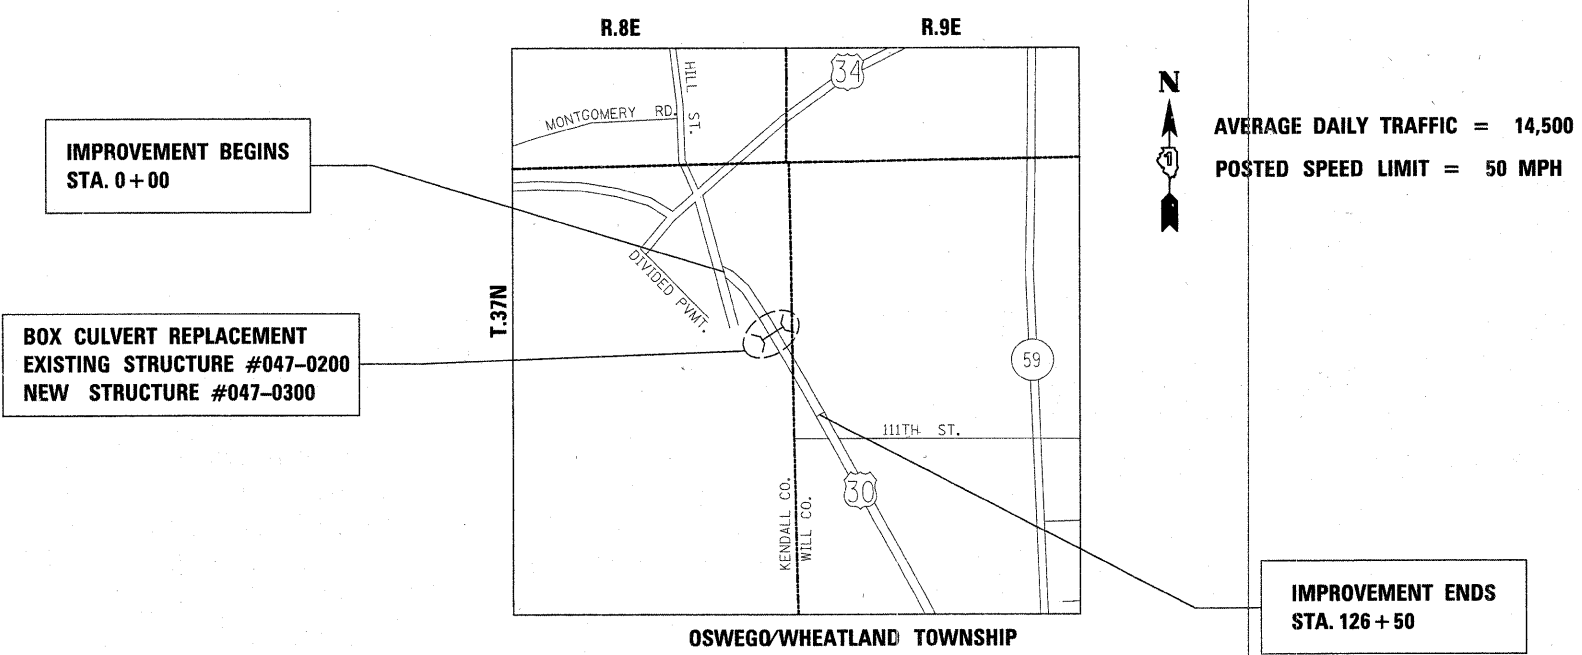 R.8E
R.9E
HILL ST.
34
MONTGOMERY RD.
N
1
AVERAGE DAILY TRAFFIC = 14,500
POSTED SPEED LIMIT = 50 MPH
IMPROVEMENT BEGINS
STA. 0+00
DIVIDED PVMT.
T.37N
BOX CULVERT REPLACEMENT
EXISTING STRUCTURE #047-0200
NEW STRUCTURE #047-0300
59
111TH ST.
30
KENDALL CO.
WILL CO.
IMPROVEMENT ENDS
STA. 126+50
OSWEGO/WHEATLAND TOWNSHIP